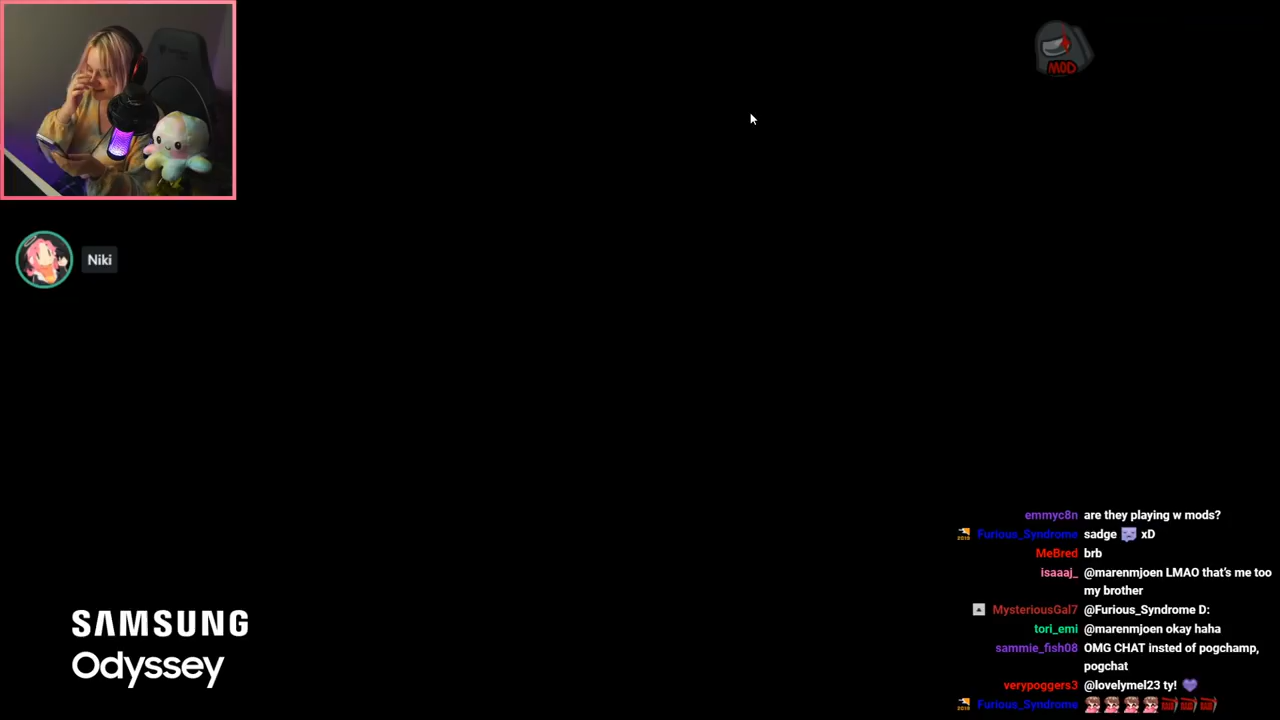 MOD
Niki
emmyc8n are they playing w mods?
Furious_Syndrome sadge xD
MeBred brb
isaaaj_ @marenmjoen LMAO that's me too
my brother
MysteriousGal7 @Furious_Syndrome D:
tori_emi @marenmjoen okay haha
sammie_fish08 OMG CHAT insted of pogchamp,
pogchat
verypoggers3 @lovelymel23 ty!
Furious_Syndrome
SAMSUNG
Odyssey